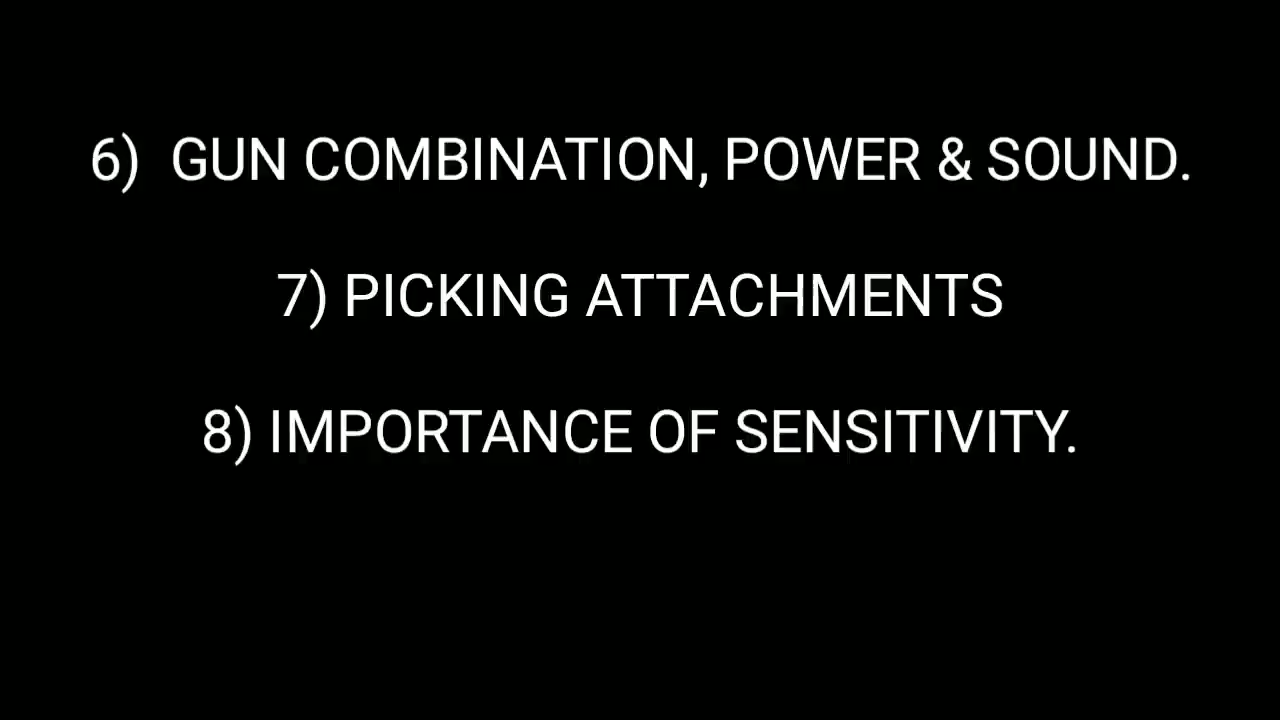 6)  GUN COMBINATION, POWER & SOUND.
7) PICKING ATTACHMENTS
8) IMPORTANCE OF SENSITIVITY.